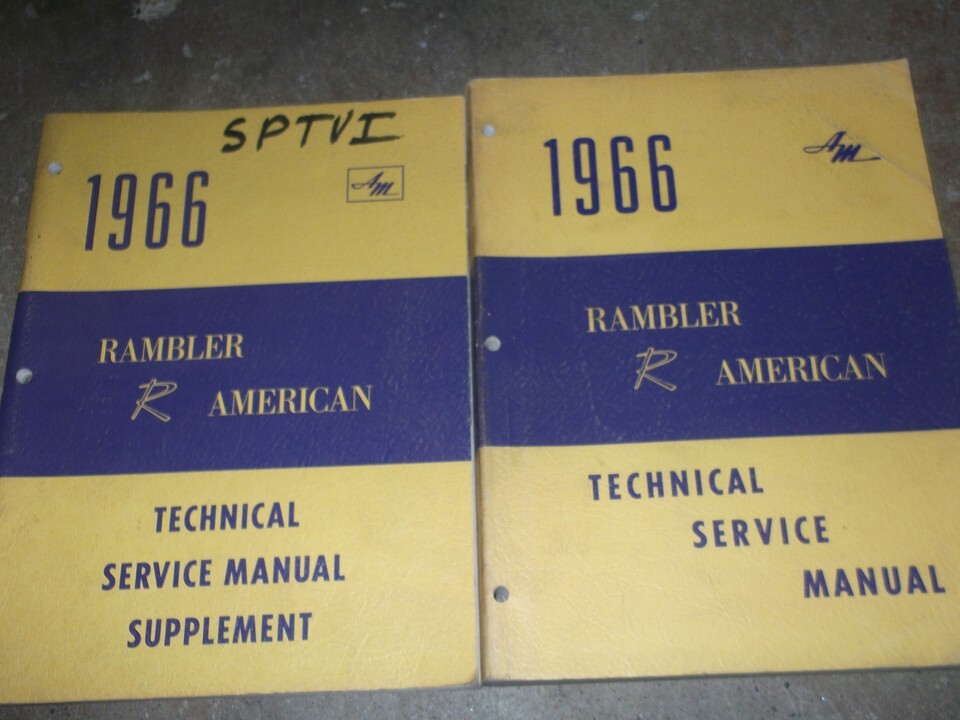 SPTVI
1966
AM
RAMBLER
R AMERICAN
TECHNICAL
SERVICE MANUAL
SUPPLEMENT
1966
AM
RAMBLER
R AMERICAN
TECHNICAL
SERVICE
MANUAL